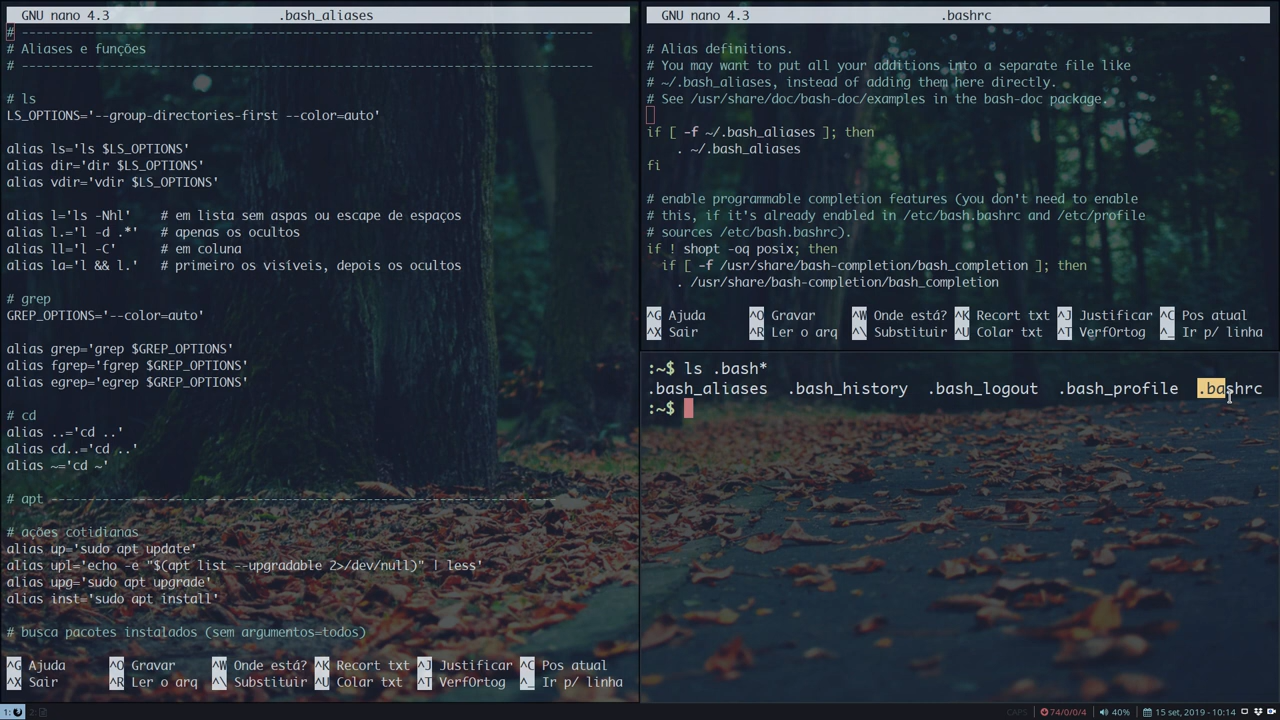 GNU nano 4.3 .bash_aliases
# -------------------------------------------------------------------------------
# Aliases e funções
# -------------------------------------------------------------------------------
# ls
LS_OPTIONS='--group-directories-first --color=auto'
alias ls='ls $LS_OPTIONS'
alias dir='dir $LS_OPTIONS'
alias vdir='vdir $LS_OPTIONS'
alias l='ls -Nhl' # em lista sem aspas ou escape de espaços
alias l.='l -d .*' # apenas os ocultos
alias ll='l -C' # em coluna
alias la='l && l.' # primeiro os visíveis, depois os ocultos
# grep
GREP_OPTIONS='--color=auto'
alias grep='grep $GREP_OPTIONS'
alias fgrep='fgrep $GREP_OPTIONS'
alias egrep='egrep $GREP_OPTIONS'
# cd
alias ..='cd ..'
alias cd..='cd ..'
alias ~='cd ~'
# apt ---------------------------------------------------------------------
# ações cotidianas
alias up='sudo apt update'
alias upl='echo -e "$(apt list --upgradable 2>/dev/null)" | less'
alias upg='sudo apt upgrade'
alias inst='sudo apt install'
# busca pacotes instalados (sem argumentos=todos)
^G Ajuda ^O Gravar ^W Onde está? ^K Recort txt ^J Justificar ^C Pos atual
^X Sair ^R Ler o arq ^\ Substituir ^U Colar txt ^T VerfOrtog ^_ Ir p/ linha
GNU nano 4.3 .bashrc
# Alias definitions.
# You may want to put all your additions into a separate file like
# ~/.bash_aliases, instead of adding them here directly.
# See /usr/share/doc/bash-doc/examples in the bash-doc package.
if [ -f ~/.bash_aliases ]; then
. ~/.bash_aliases
fi
# enable programmable completion features (you don't need to enable
# this, if it's already enabled in /etc/bash.bashrc and /etc/profile
# sources /etc/bash.bashrc).
if ! shopt -oq posix; then
if [ -f /usr/share/bash-completion/bash_completion ]; then
. /usr/share/bash-completion/bash_completion
^G Ajuda ^O Gravar ^W Onde está? ^K Recort txt ^J Justificar ^C Pos atual
^X Sair ^R Ler o arq ^\ Substituir ^U Colar txt ^T VerfOrtog ^_ Ir p/ linha
:~$ ls .bash*
.bash_aliases .bash_history .bash_logout .bash_profile .bashrc
:~$
1: 2: CAPS 74/0/0/4 40% 15 set, 2019 - 10:14